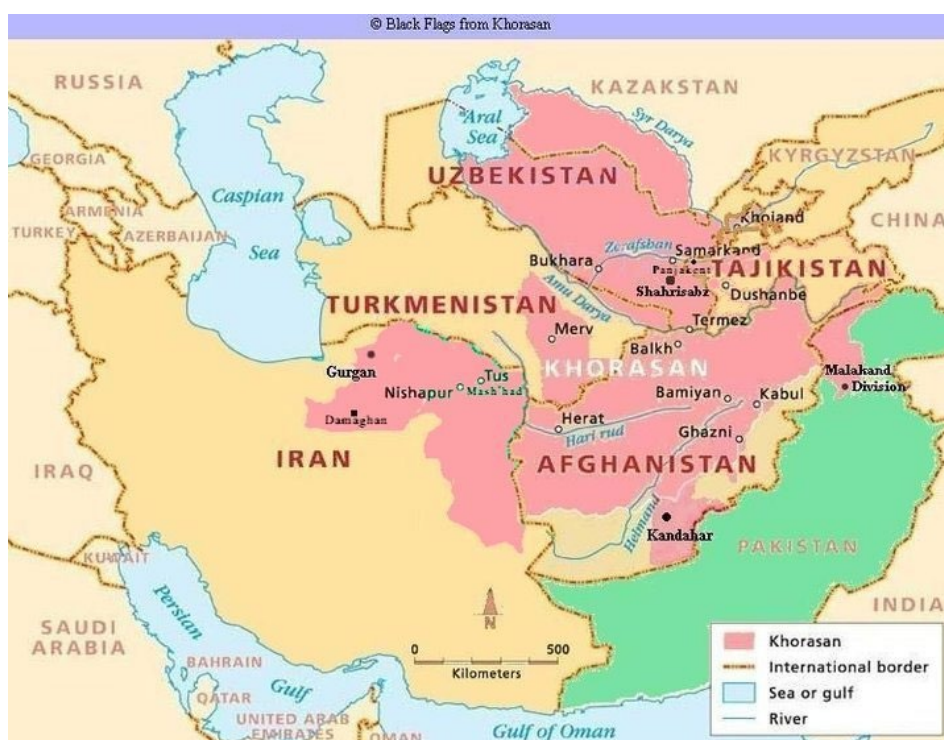 © Black Flags from Khorasan
RUSSIA
KAZAKSTAN
Aral
Sea
Syr Darya
KYRGYZSTAN
GEORGIA
UZBEKISTAN
Caspian
Sea
ARMENIA
TURKEY
AZERBAIJAN
CHINA
Khojand
Zerafshan
Samarkand
Bukhara
Panjakent
TAJIKISTAN
Shahrisabz
Dushanbe
Amu Darya
TURKMENISTAN
Termez
Merv
Balkh
KHORASAN
Gurgan
Tus
Nishapur
Mash'had
Malakand
Division
Bamiyan
Kabul
Damaghan
Herat
Hari rud
Ghazni
IRAN
AFGHANISTAN
IRAQ
Helmand
Kandahar
KUWAIT
PAKISTAN
Persian
Gulf
SAUDI
ARABIA
N
INDIA
0
500
Kilometers
BAHRAIN
QATAR
UNITED ARAB
EMIRATES
OMAN
Gulf of Oman
Khorasan
International border
Sea or gulf
River